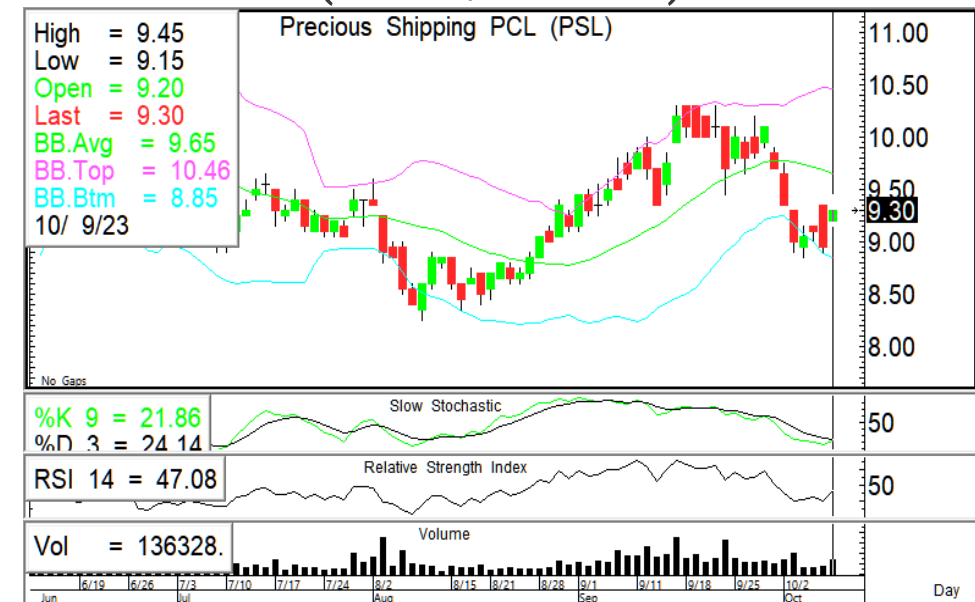 Precious Shipping PCL (PSL)
High = 9.45
Low = 9.15
Open = 9.20
Last = 9.30
BB.Avg = 9.65
BB.Top = 10.46
BB.Btm = 8.85
10/ 9/23
11.00
10.50
10.00
9.50
9.30
9.00
8.50
8.00
No Gaps
Slow Stochastic
%K 9 = 21.86
%D 3 = 24.14
50
Relative Strength Index
RSI 14 = 47.08
50
Volume
Vol = 136328.
6/19 6/26 7/3 7/10 7/17 7/24 8/2 8/15 8/21 8/28 9/1 9/11 9/18 9/25 10/2
Jun Jul Aug Sep Oct
Day